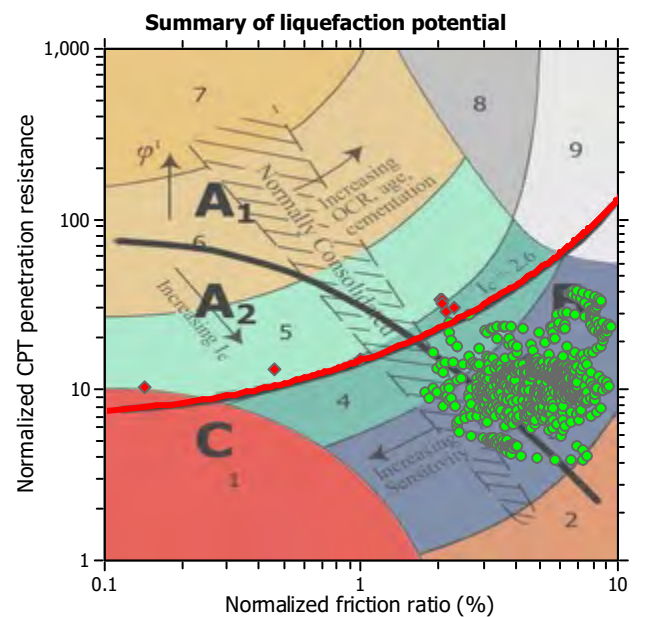 Summary of liquefaction potential
Normalized CPT penetration resistance
1,000
100
10
1
0.1
1
10
Normalized friction ratio (%)
7
8
9
φ'
A1
Increasing
OCR, age,
cementation
Normally Consolidated
6
A2
Increasing Ic
5
Ic = 2.6
B
4
C
1
Increasing
Sensitivity
3
2